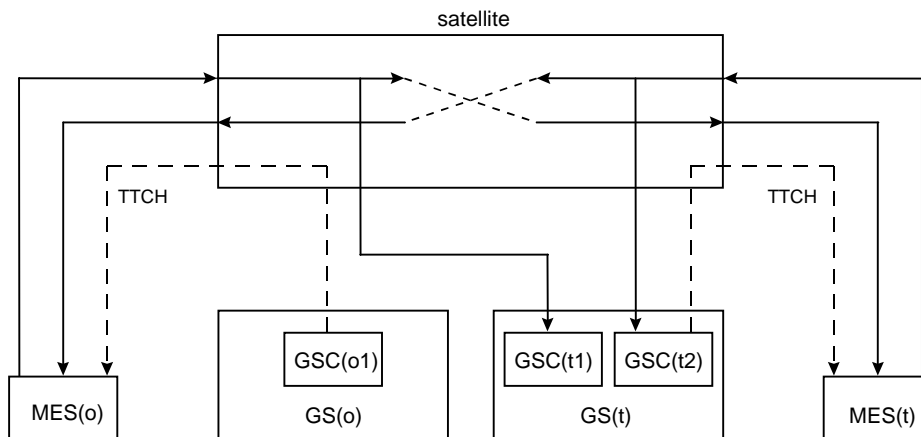 satellite
TTCH
TTCH
GSC(o1)
GSC(t1)
GSC(t2)
MES(o)
GS(o)
GS(t)
MES(t)